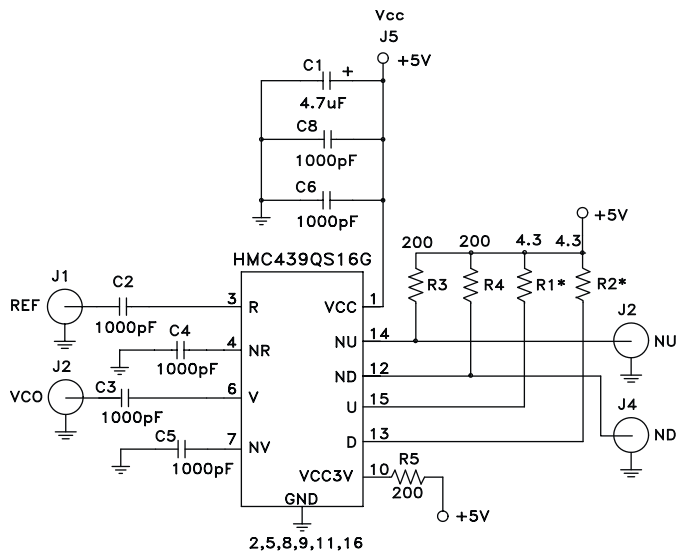 Vcc
J5
+5V
C1
+
4.7uF
C8
1000pF
C6
1000pF
+5V
200 200 4.3 4.3
HMC439QS16G
R3 R4 R1* R2*
J1
REF
C2
1000pF
3 R
VCC 1
C4
1000pF
4 NR
NU 14
J2
NU
J2
VCO
C3
1000pF
6 V
ND 12
U 15
J4
ND
C5
1000pF
7 NV
D 13
VCC3V 10
R5
200
+5V
GND
2,5,8,9,11,16